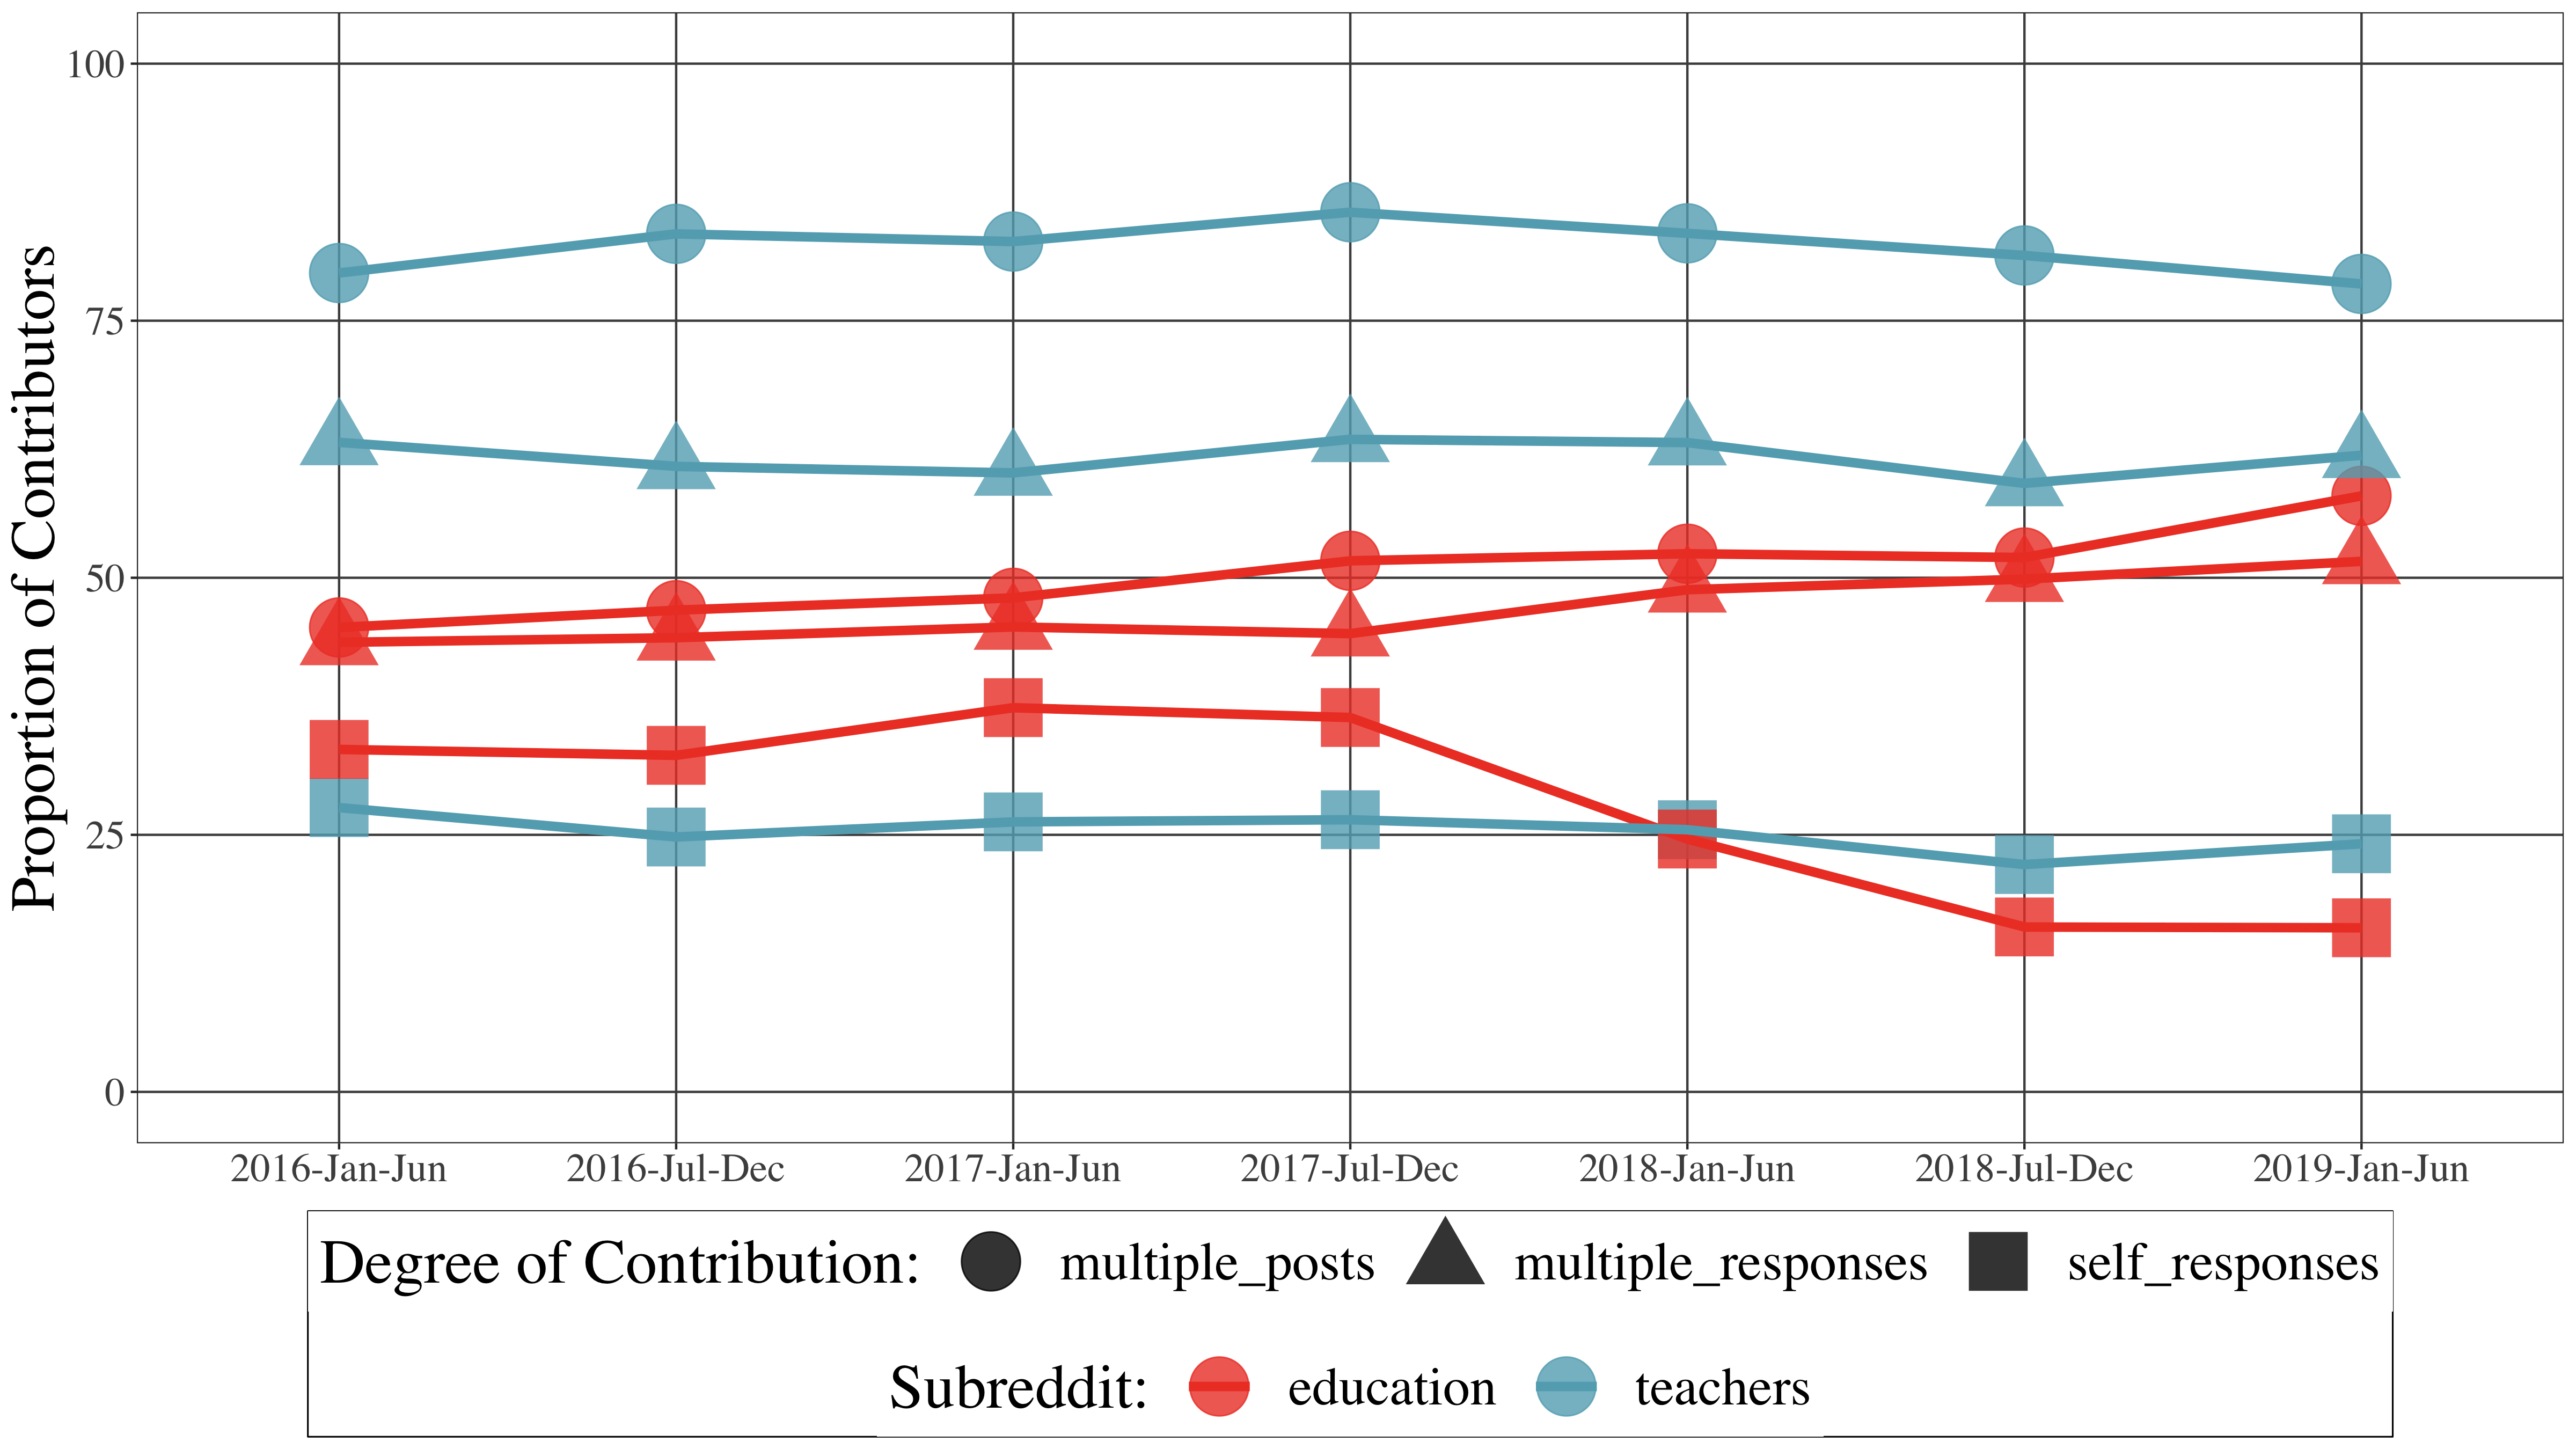 Proportion of Contributors
100
75
50
25
0
2016-Jan-Jun 2016-Jul-Dec 2017-Jan-Jun 2017-Jul-Dec 2018-Jan-Jun 2018-Jul-Dec 2019-Jan-Jun
Degree of Contribution: multiple_posts multiple_responses self_responses
Subreddit: education teachers